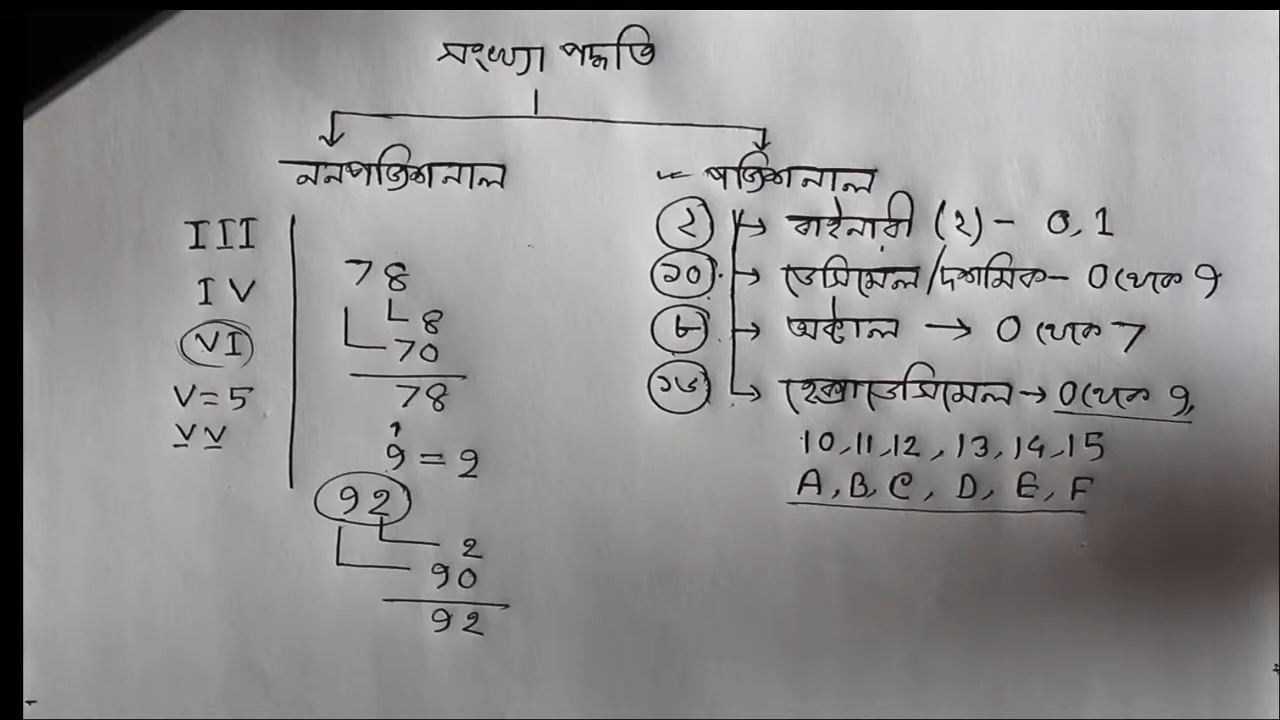 সংখ্যা পদ্ধতি
ননপজিশনাল
III
IV
VI
V = 5
V V
78
8
70
78
9 = 2
92
2
90
92
পজিশনাল
২ → বাইনারী (২) - 0, 1
১০ → ডেসিমেল/দশমিক - 0 থেকে 9
৮ → অক্টাল → 0 থেকে 7
১৬ → হেক্সাডেসিমেল → 0 থেকে 9,
10, 11, 12, 13, 14, 15
A, B, C, D, E, F